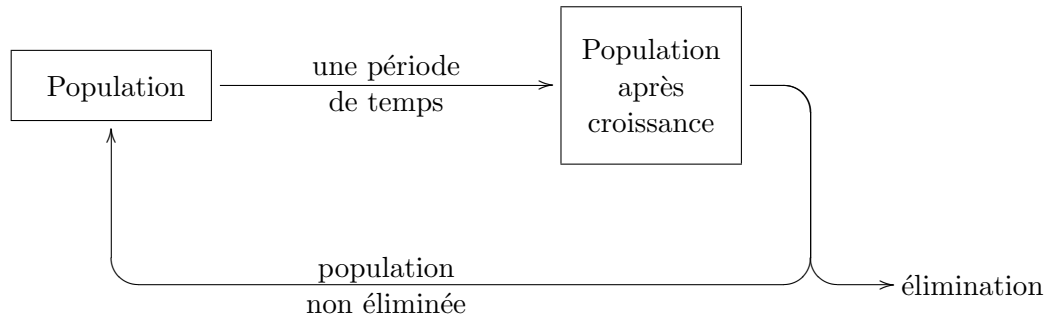 Population
une période
de temps
Population
après
croissance
population
non éliminée
élimination